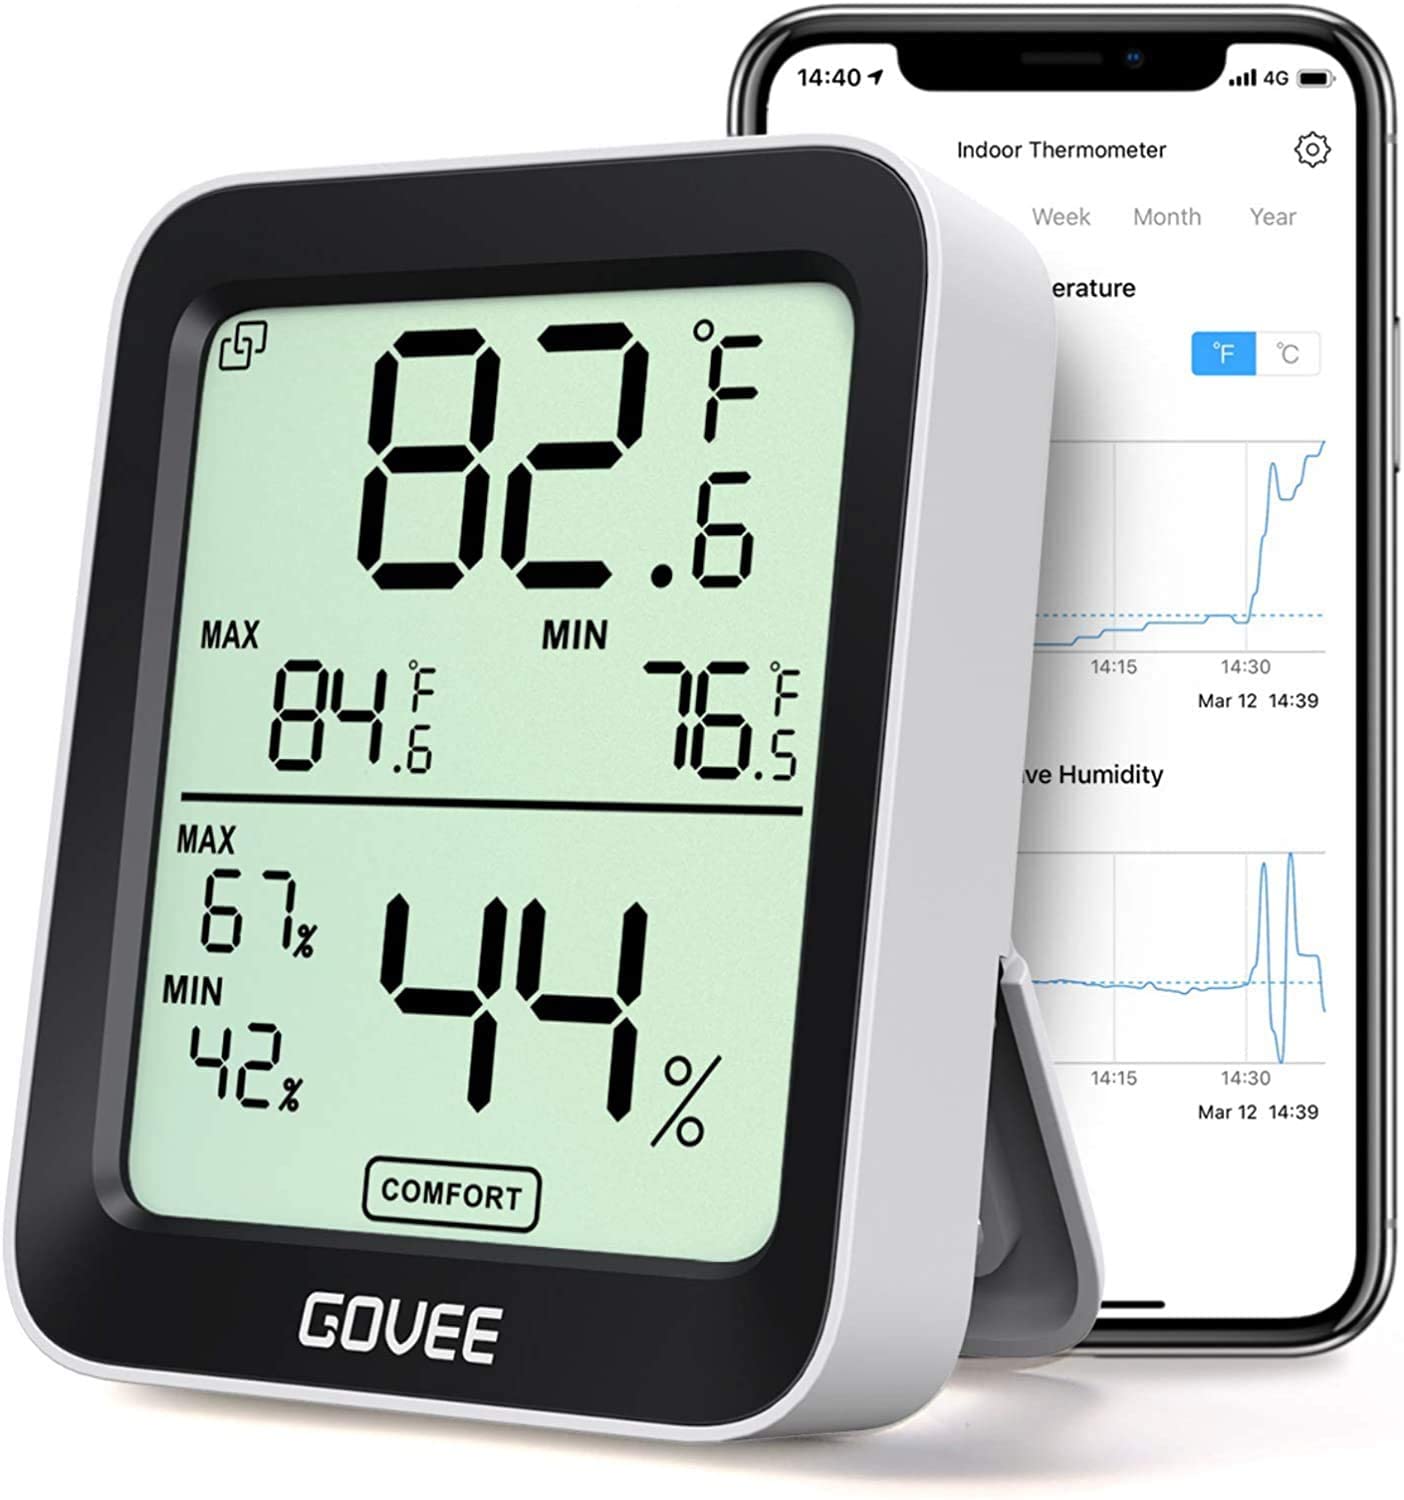 14:40
4G
Indoor Thermometer
Week Month Year
erature
°F °C
14:15 14:30
Mar 12 14:39
ve Humidity
14:15 14:30
Mar 12 14:39
82.6 °F
MAX MIN
84.6 °F 76.5 °F
MAX
67%
MIN
42%
44%
COMFORT
GOVEE